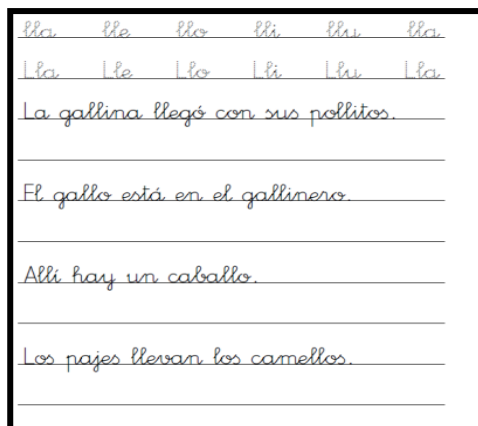 lla lle llo lli llu lla
Lla Lle Llo Lli Llu Lla
La gallina llegó con sus pollitos.
El gallo está en el gallinero.
Allí hay un caballo.
Los pajes llevan los camellos.